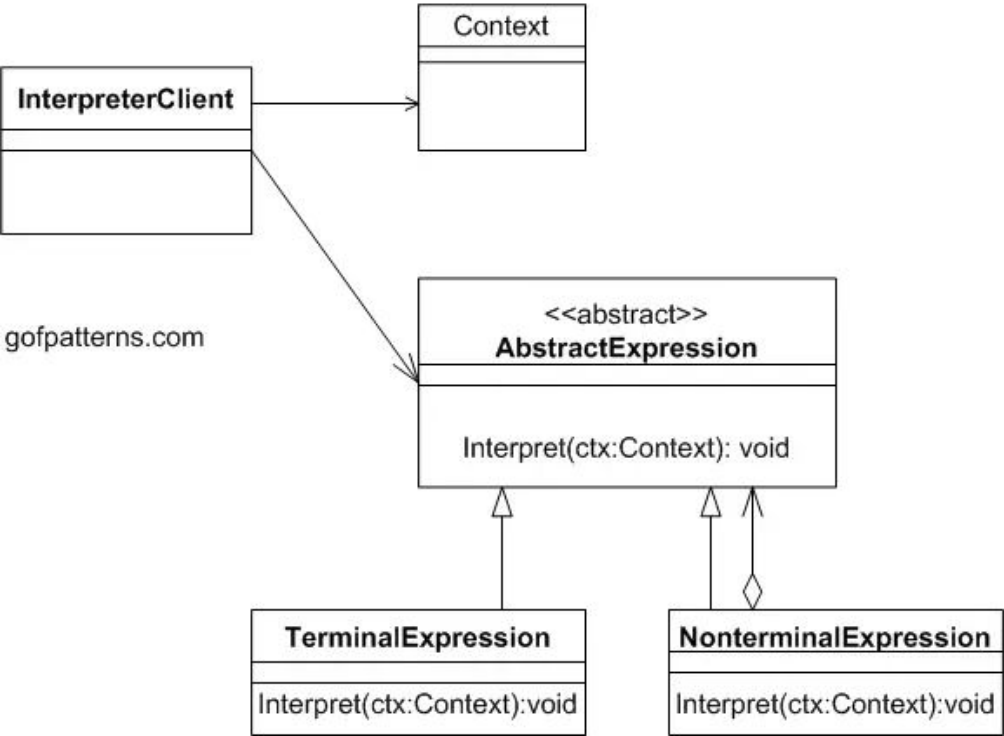 Context
InterpreterClient
gofpatterns.com
<<abstract>>
AbstractExpression
Interpret(ctx:Context): void
TerminalExpression
Interpret(ctx:Context):void
NonterminalExpression
Interpret(ctx:Context):void